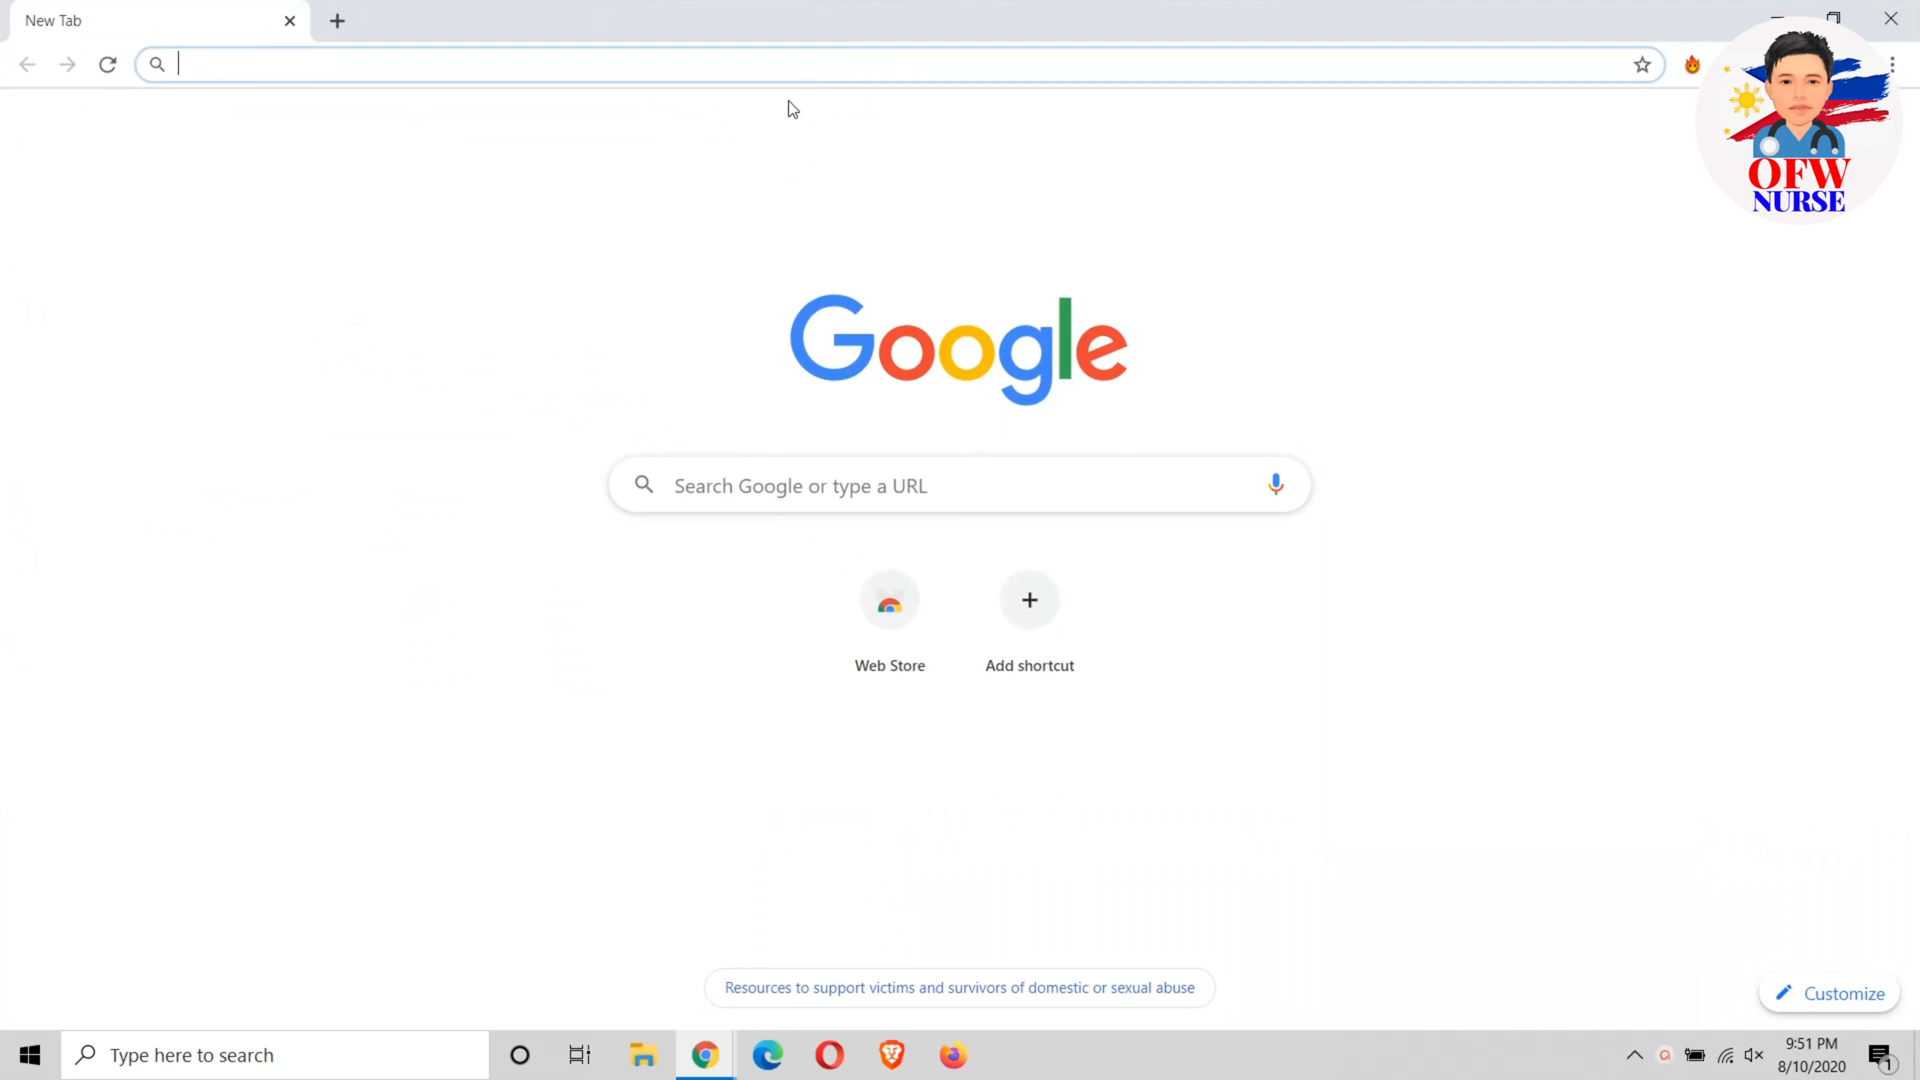 New Tab
OFW
NURSE
Google
Search Google or type a URL
Web Store
Add shortcut
Resources to support victims and survivors of domestic or sexual abuse
Customize
Type here to search
9:51 PM
8/10/2020
1